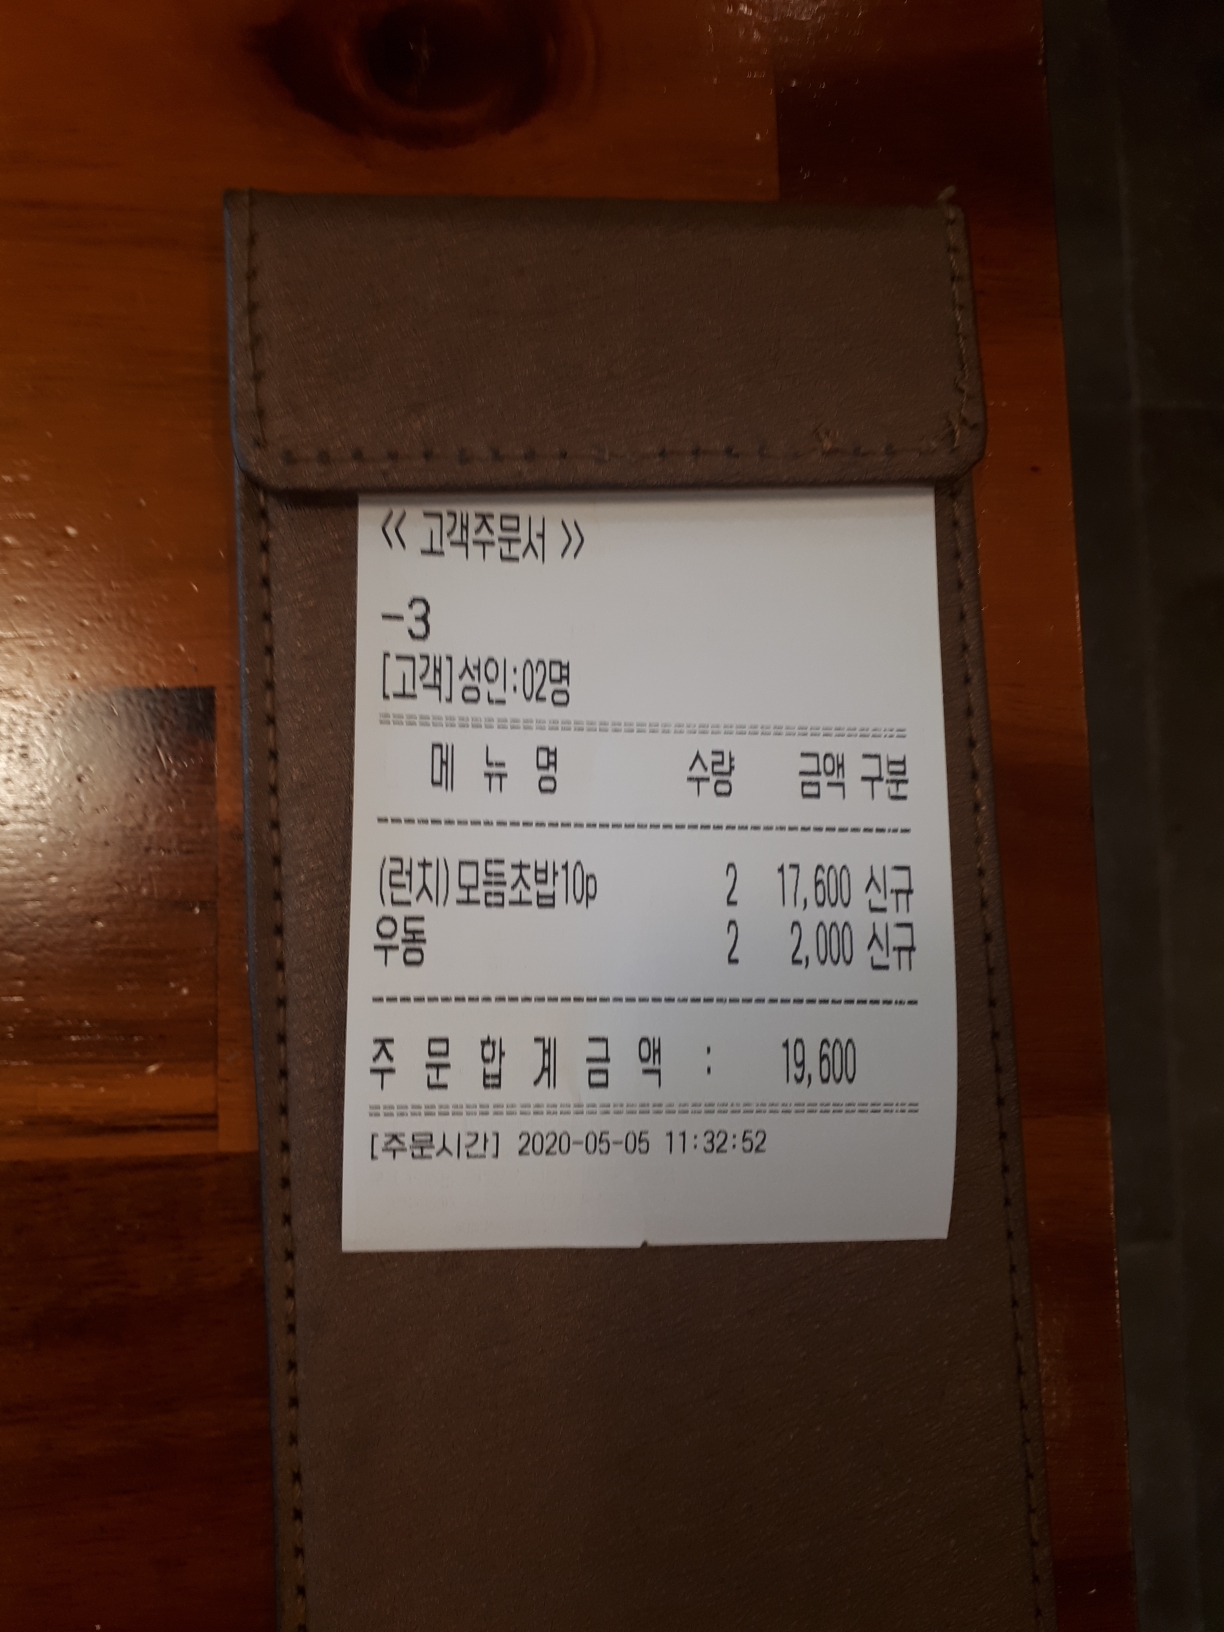 << 고객주문서 >>
-3
[고객]성인:02명
메 뉴 명 수량 금액 구분
(런치)모듬초밥10p 2 17,600 신규
우동 2 2,000 신규
주 문 합 계 금 액 : 19,600
[주문시간] 2020-05-05 11:32:52